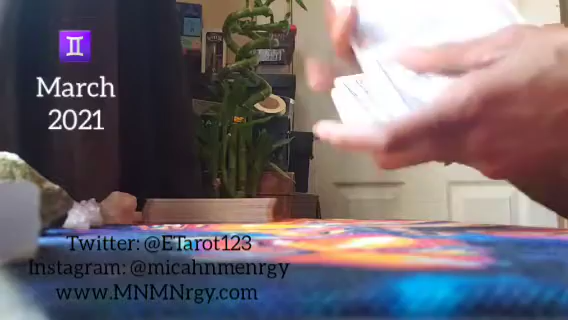 ♊
March
2021
Twitter: @ETarot123
Instagram: @micahnmenrgy
www.MNMNrgy.com